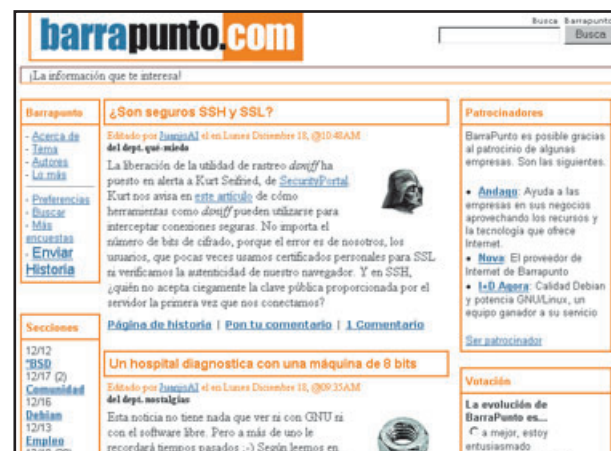 barrapunto.com
Busca Barrapunto
Busca
¡La información que te interesa!
Barrapunto
- Acerca de
- Tema
- Autores
- Lo más
- Preferencias
- Buscar
- Más
encuestas
- Enviar
Historia
Secciones
12/12
*BSD
12/17 (2)
Comunidad
12/16
Debian
12/13
Empleo
¿Son seguros SSH y SSL?
Editado por JuanjoAI el en Lunes Diciembre 18, @10:48AM
del dept. qué-miedo
La liberación de la utilidad de rastreo dsniff ha
puesto en alerta a Kurt Seifried, de SecurityPortal.
Kurt nos avisa en este artículo de cómo
herramientas como dsniff pueden utilizarse para
interceptar conexiones seguras. No importa el
número de bits de cifrado, porque el error es de nosotros, los
usuarios, que pocas veces usamos certificados personales para SSL
ni verificamos la autenticidad de nuestro navegador. Y en SSH,
¿quién no acepta ciegamente la clave pública proporcionada por el
servidor la primera vez que nos conectamos?
Página de historia | Pon tu comentario | 1 Comentario
Un hospital diagnostica con una máquina de 8 bits
Editado por JuanjoAI el en Lunes Diciembre 18, @09:35AM
del dept. nostalgias
Esta noticia no tiene nada que ver ni con GNU ni
con el software libre. Pero a más de uno le
recordará tiempos pasados :-) Según leemos en
Patrocinadores
BarraPunto es posible gracias
al patrocinio de algunas
empresas. Son las siguientes.
• Andago: Ayuda a las
empresas en sus negocios
aprovechando los recursos y
la tecnología que ofrece
Internet.
• Nova: El proveedor de
Internet de Barrapunto
• I+D Agora: Calidad Debian
y potencia GNU/Linux, un
equipo ganador a su servicio
Ser patrocinador
Votación
La evolución de
BarraPunto es...
a mejor, estoy
entusiasmado